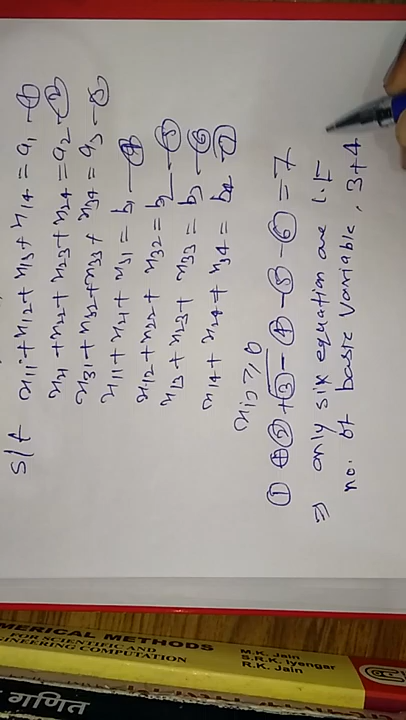 s/t x11+x12+x13+x14 = a1 -①
x21+x22+x23+x24 = a2 -②
x31+x32+x33+x34 = a3 -③
x11+x21+x31 = b1 -④
x12+x22+x32 = b2 -⑤
x13+x23+x33 = b3 -⑥
x14+x24+x34 = b4 -⑦
xij ≥ 0
①+②+③-④-⑤-⑥=7
⇒ only six equation are L.I
no. of basic variable, 3+4
NUMERICAL METHODS
FOR SCIENTIFIC AND
ENGINEERING COMPUTATION
M.K. Jain
S.R.K. Iyengar
R.K. Jain
गणित